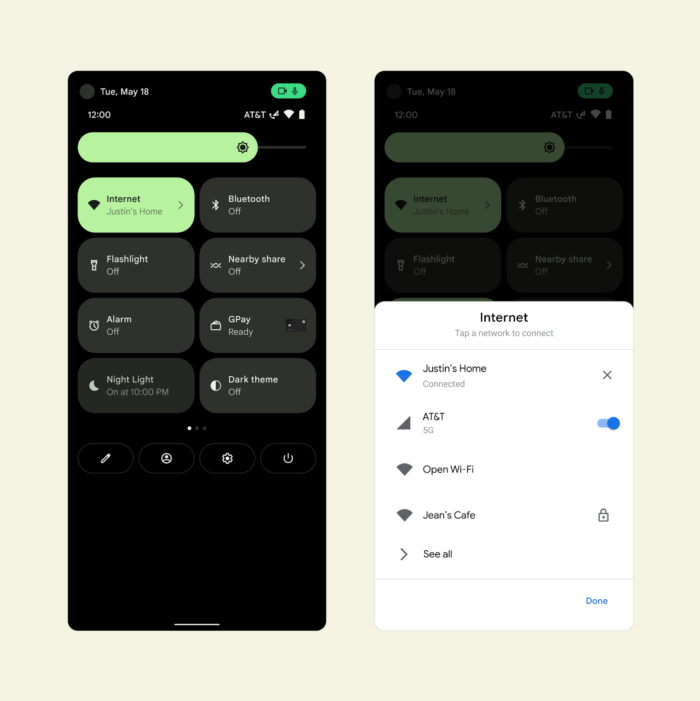 Tue, May 18
12:00
AT&T
Internet
Justin's Home
Bluetooth
Off
Flashlight
Off
Nearby share
Off
Alarm
Off
GPay
Ready
Night Light
On at 10:00 PM
Dark theme
Off
Tue, May 18
12:00
AT&T
Internet
Justin's Home
Bluetooth
Off
Flashlight
Off
Nearby share
Off
Internet
Tap a network to connect
Justin's Home
Connected
AT&T
5G
Open Wi-Fi
Jean's Cafe
See all
Done